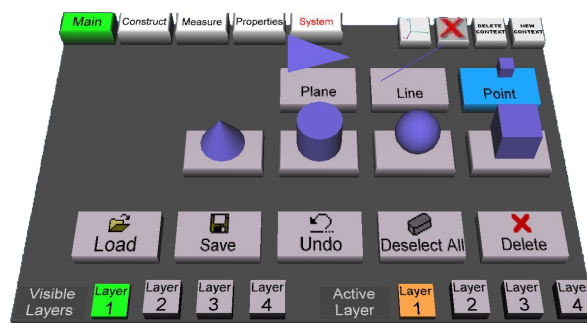 Main Construct Measure Properties System DELETE CONTEXT NEW CONTEXT
Plane Line Point
Load Save Undo Deselect All Delete
Visible Layers Layer 1 Layer 2 Layer 3 Layer 4 Active Layer Layer 1 Layer 2 Layer 3 Layer 4